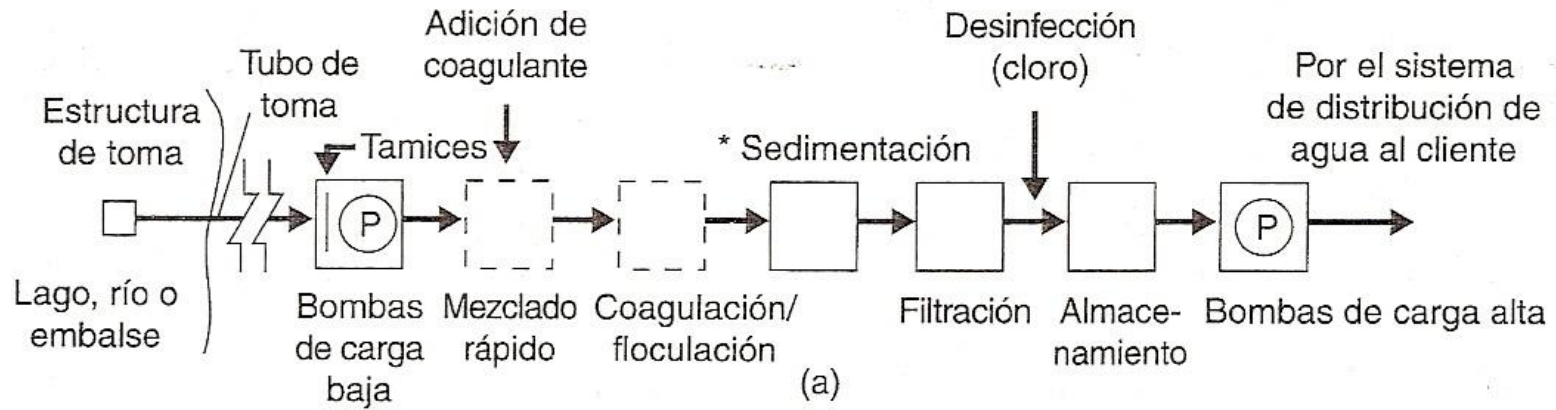 Adición de
coagulante
Desinfección
(cloro)
Tubo de
toma
Por el sistema
de distribución de
agua al cliente
Estructura
de toma
Tamices
* Sedimentación
P
P
Lago, río o
embalse
Bombas
de carga
baja
Mezclado
rápido
Coagulación/
floculación
Filtración
Almace-
namiento
Bombas de carga alta
(a)